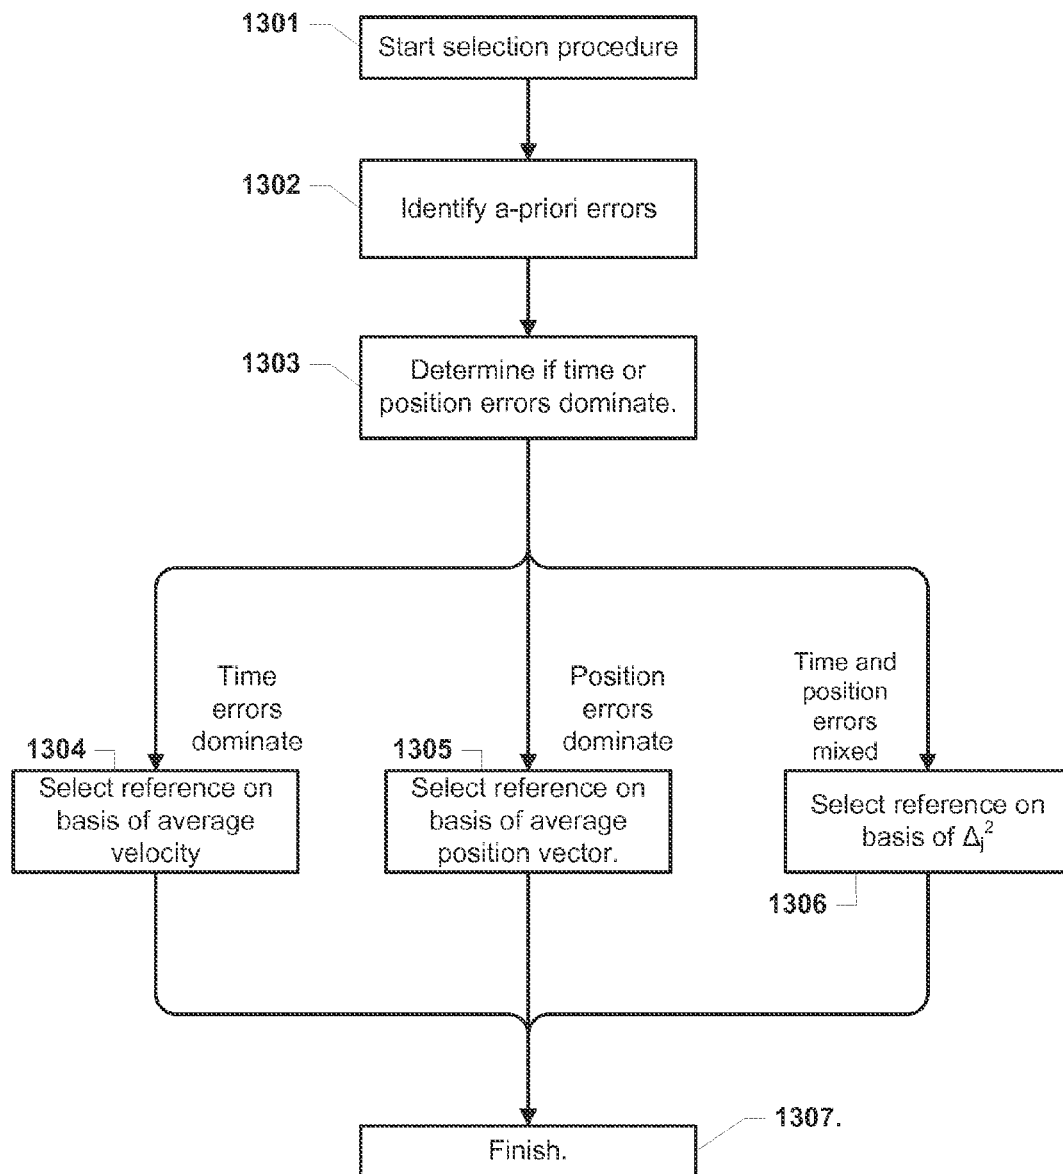 1301
Start selection procedure
1302
Identify a-priori errors
1303
Determine if time or
position errors dominate.
Time
errors
dominate
Position
errors
dominate
Time and
position
errors
mixed
1304
Select reference on
basis of average
velocity
1305
Select reference on
basis of average
position vector.
Select reference on
basis of Δⱼ²
1306
1307.
Finish.